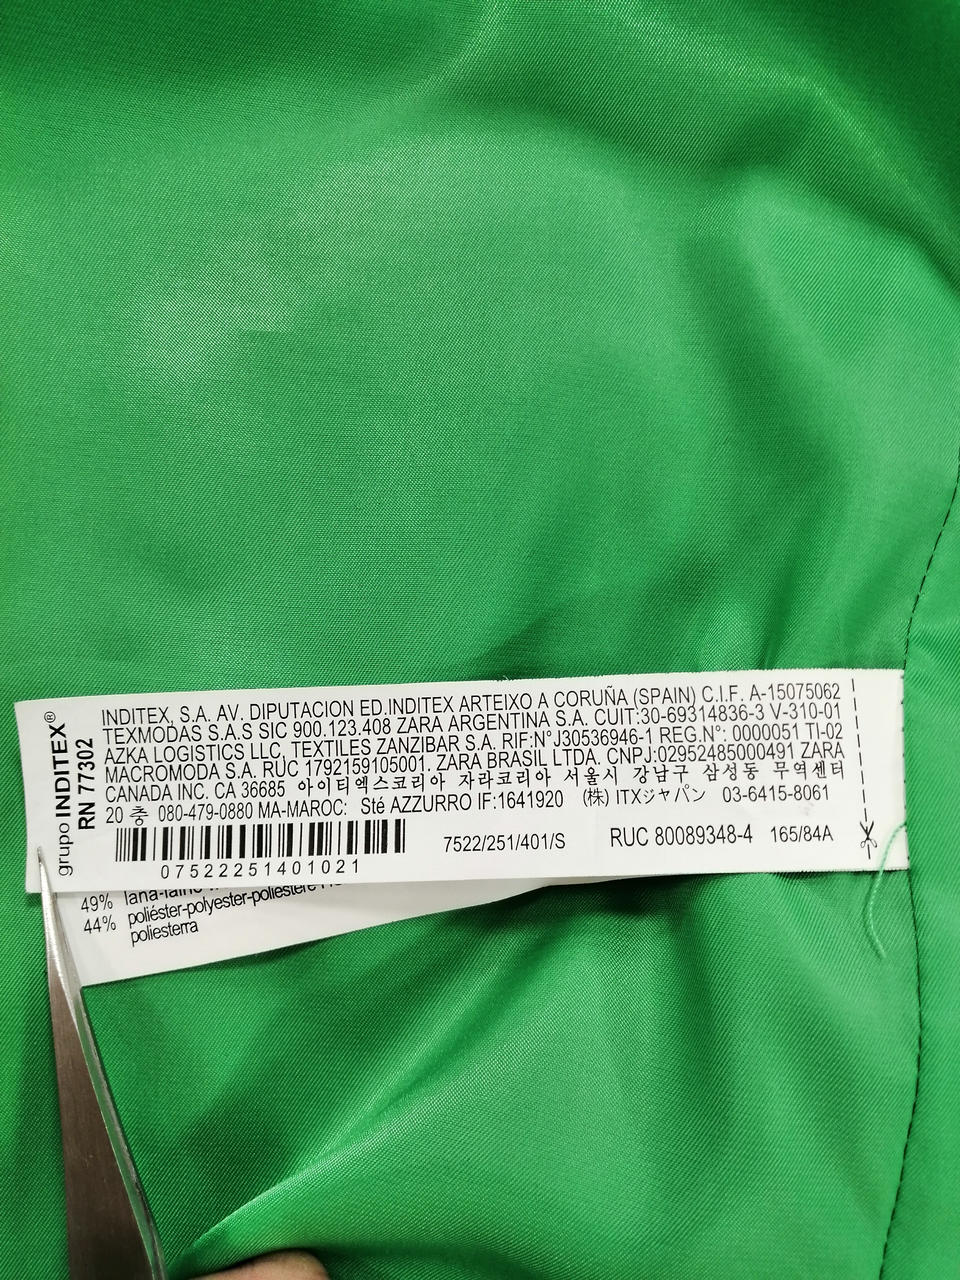 grupo INDITEX®
RN 77302
INDITEX, S.A. AV. DIPUTACION ED.INDITEX ARTEIXO A CORUÑA (SPAIN) C.I.F. A-15075062
TEXMODAS S.A.S SIC 900.123.408 ZARA ARGENTINA S.A. CUIT:30-69314836-3 V-310-01
AZKA LOGISTICS LLC, TEXTILES ZANZIBAR S.A. RIF:N°J30536946-1 REG.N°: 0000051 TI-02
MACROMODA S.A. RUC 1792159105001. ZARA BRASIL LTDA. CNPJ:02952485000491 ZARA
CANADA INC. CA 36685 아이티엑스코리아 자라코리아 서울시 강남구 삼성동 무역센터
20 층 080-479-0880 MA-MAROC: Sté AZZURRO IF:1641920 (株) ITXジャパン 03-6415-8061
7522/251/401/S RUC 80089348-4 165/84A
07522251401021
49% lana-laine
44% poliéster-polyester-poliestere
poliesterra